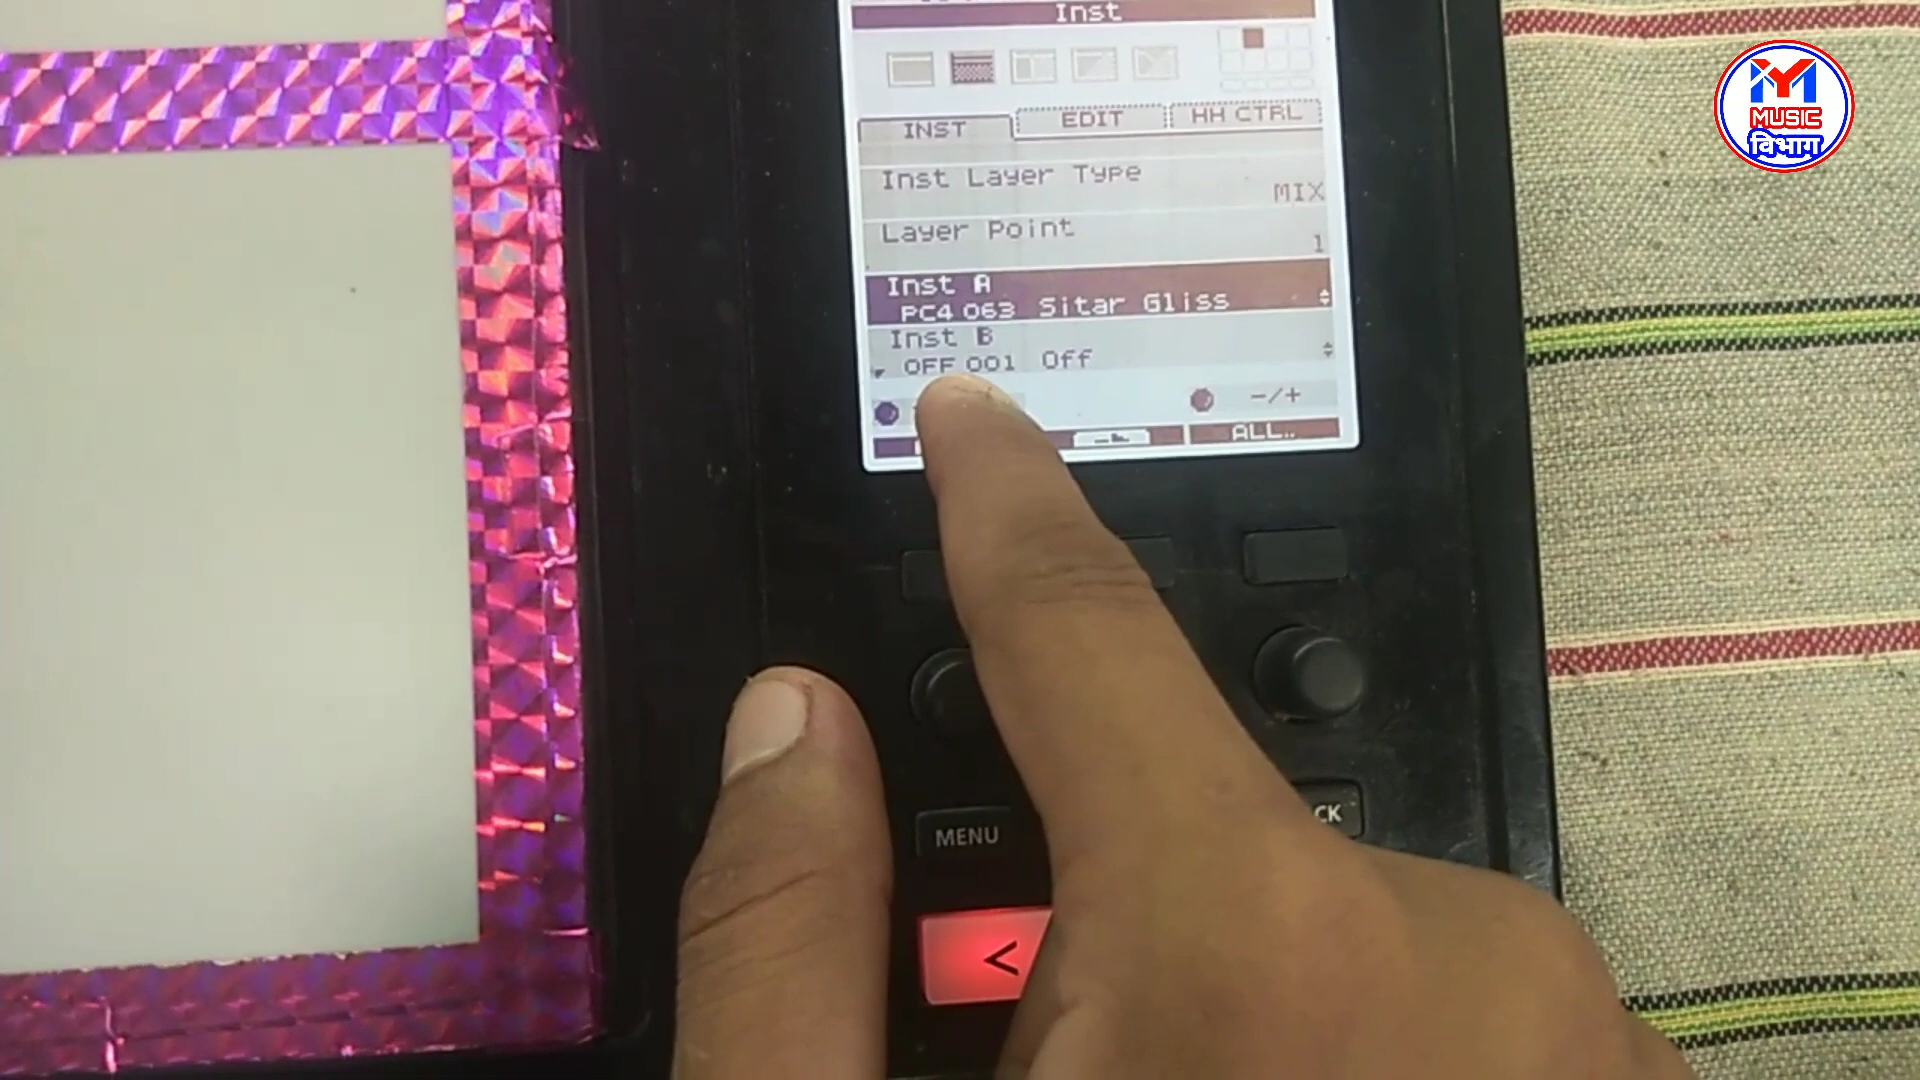 Inst
INST EDIT HH CTRL
Inst Layer Type
MIX
Layer Point
1
Inst A
PC4 063 Sitar Gliss
Inst B
OFF 001 Off
-/+
ALL..
MENU
CK
<
MUSIC
विभाग